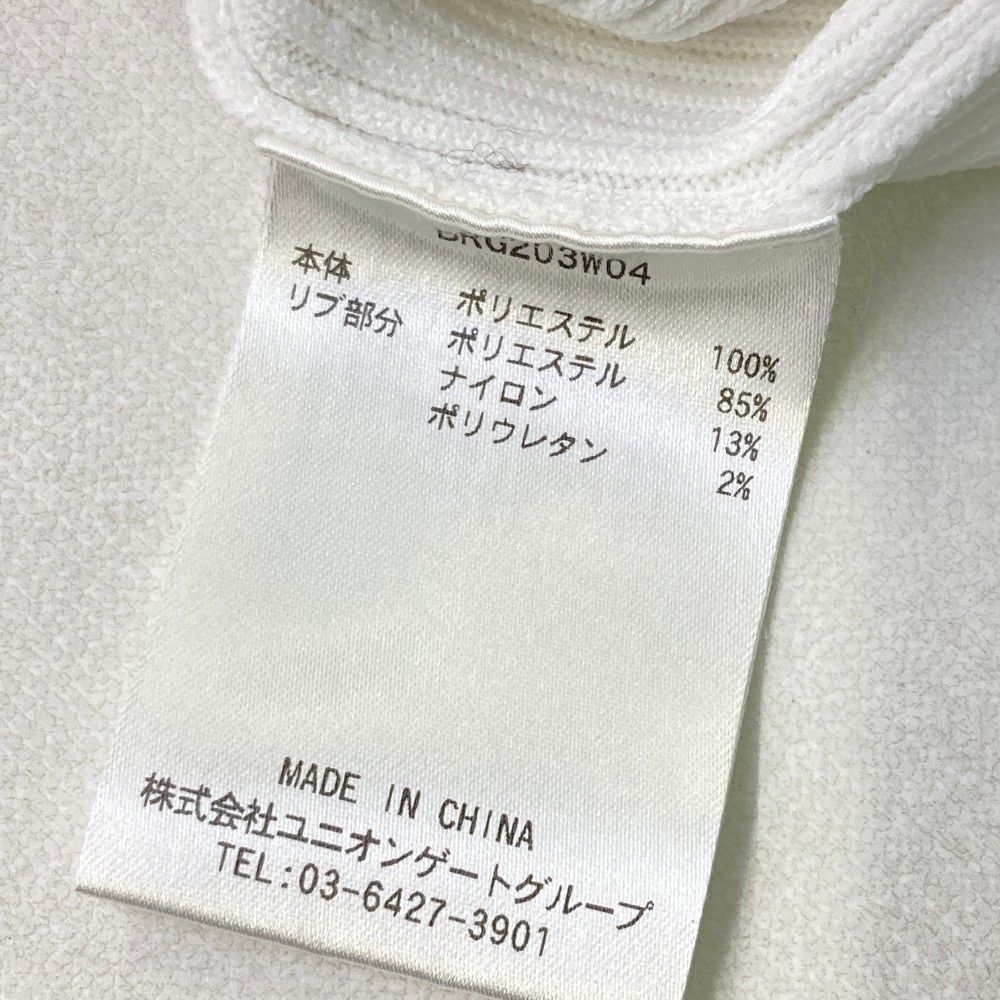 BRG203W04
本体 ポリエステル 100%
リブ部分 ポリエステル 85%
ナイロン 13%
ポリウレタン 2%
MADE IN CHINA
株式会社ユニオンゲートグループ
TEL:03-6427-3901